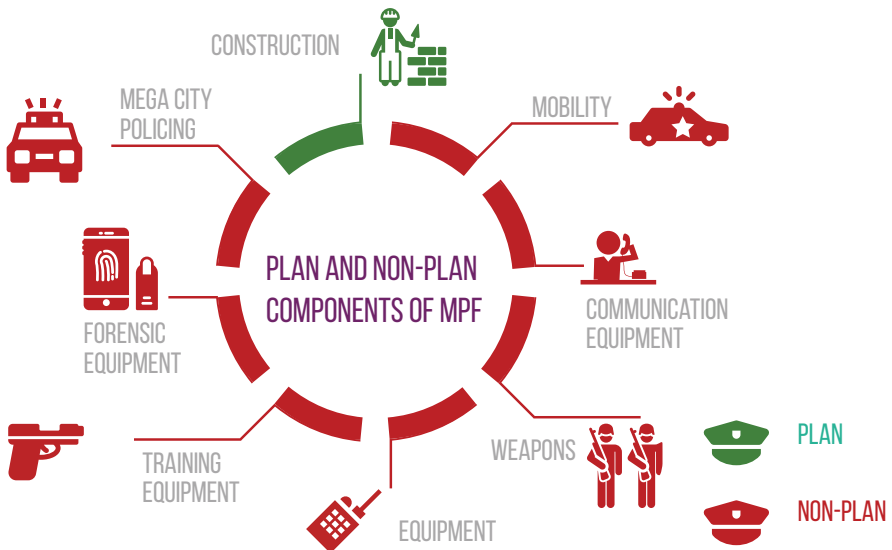 CONSTRUCTION
MEGA CITY
POLICING
MOBILITY
PLAN AND NON-PLAN
COMPONENTS OF MPF
COMMUNICATION
EQUIPMENT
FORENSIC
EQUIPMENT
WEAPONS
PLAN
TRAINING
EQUIPMENT
EQUIPMENT
NON-PLAN